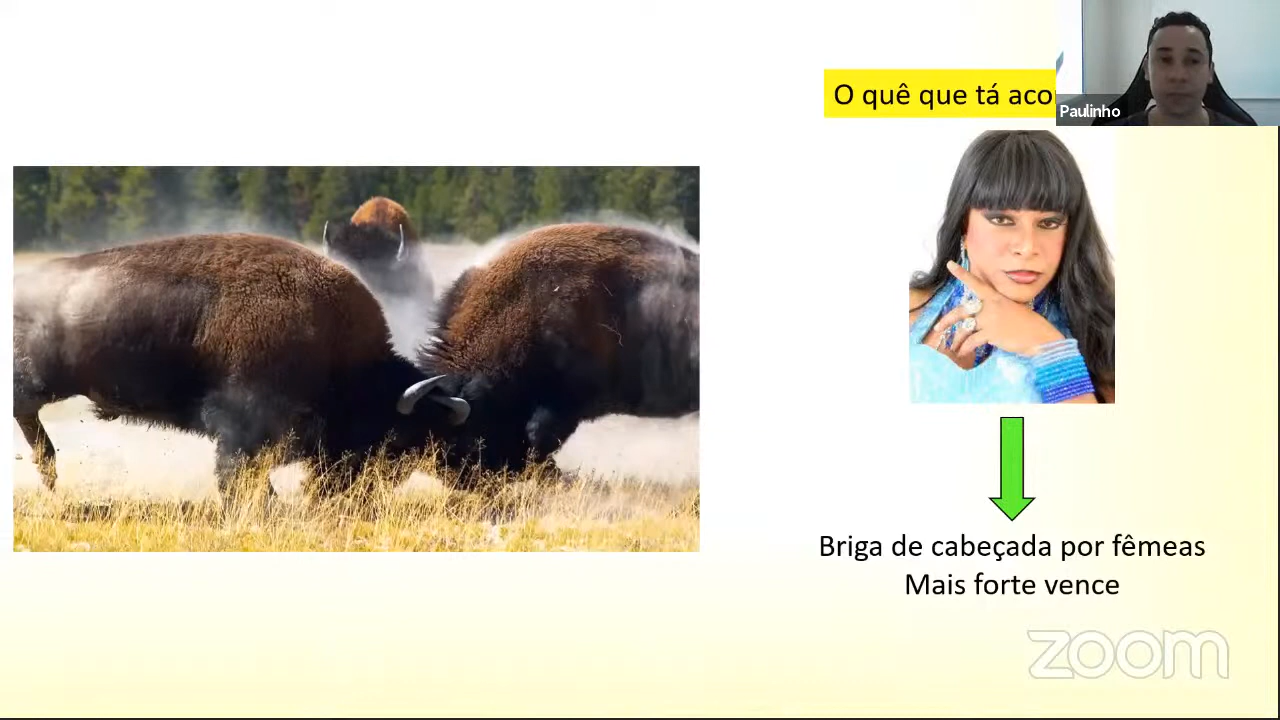 O quê que tá aco
Paulinho
Briga de cabeçada por fêmeas
Mais forte vence
zoom